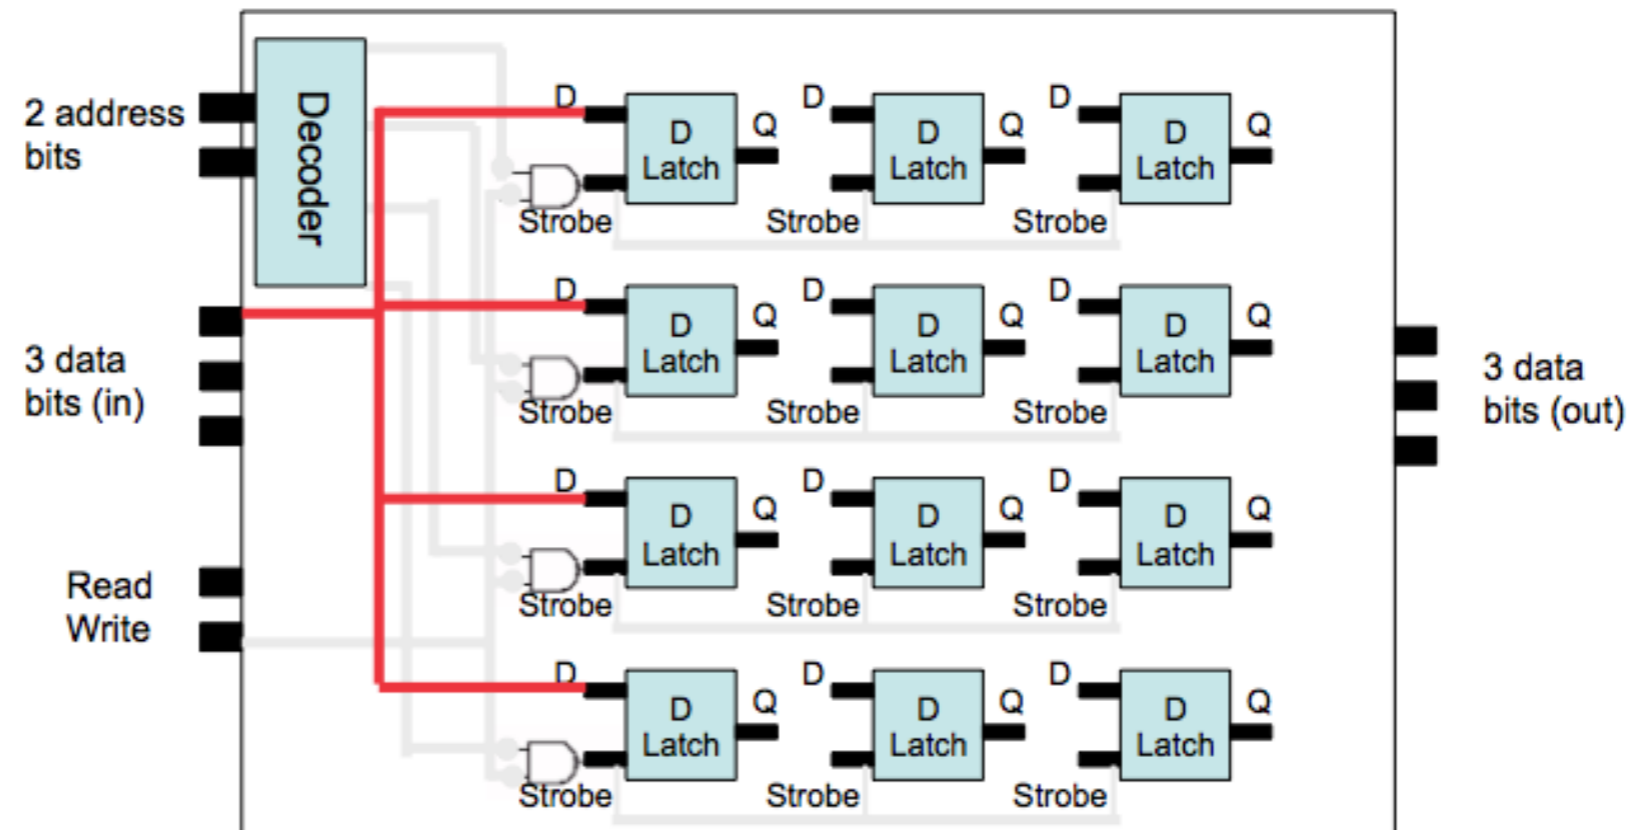 2 address
bits
Decoder
3 data
bits (in)
Read
Write
D
D
Latch
Q
Strobe
D
D
Latch
Q
Strobe
D
D
Latch
Q
Strobe
D
D
Latch
Q
Strobe
D
D
Latch
Q
Strobe
D
D
Latch
Q
Strobe
D
D
Latch
Q
Strobe
D
D
Latch
Q
Strobe
D
D
Latch
Q
Strobe
D
D
Latch
Q
Strobe
D
D
Latch
Q
Strobe
D
D
Latch
Q
Strobe
3 data
bits (out)